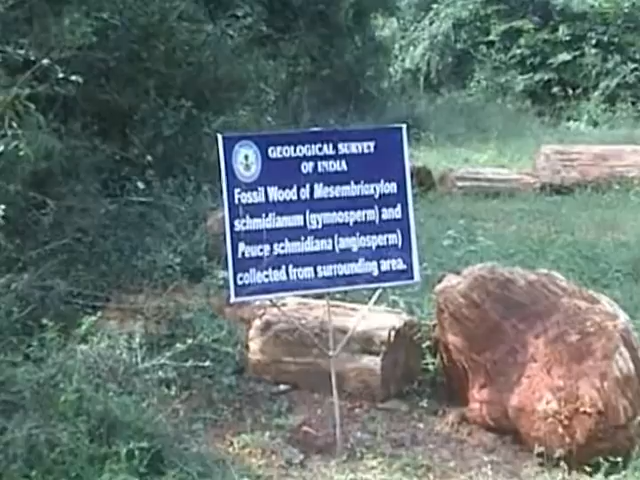 GEOLOGICAL SURVEY
OF INDIA
Fossil Wood of Mesembrioxylon
schmidianum (gymnosperm) and
Peuce schmidiana (angiosperm)
collected from surrounding area.